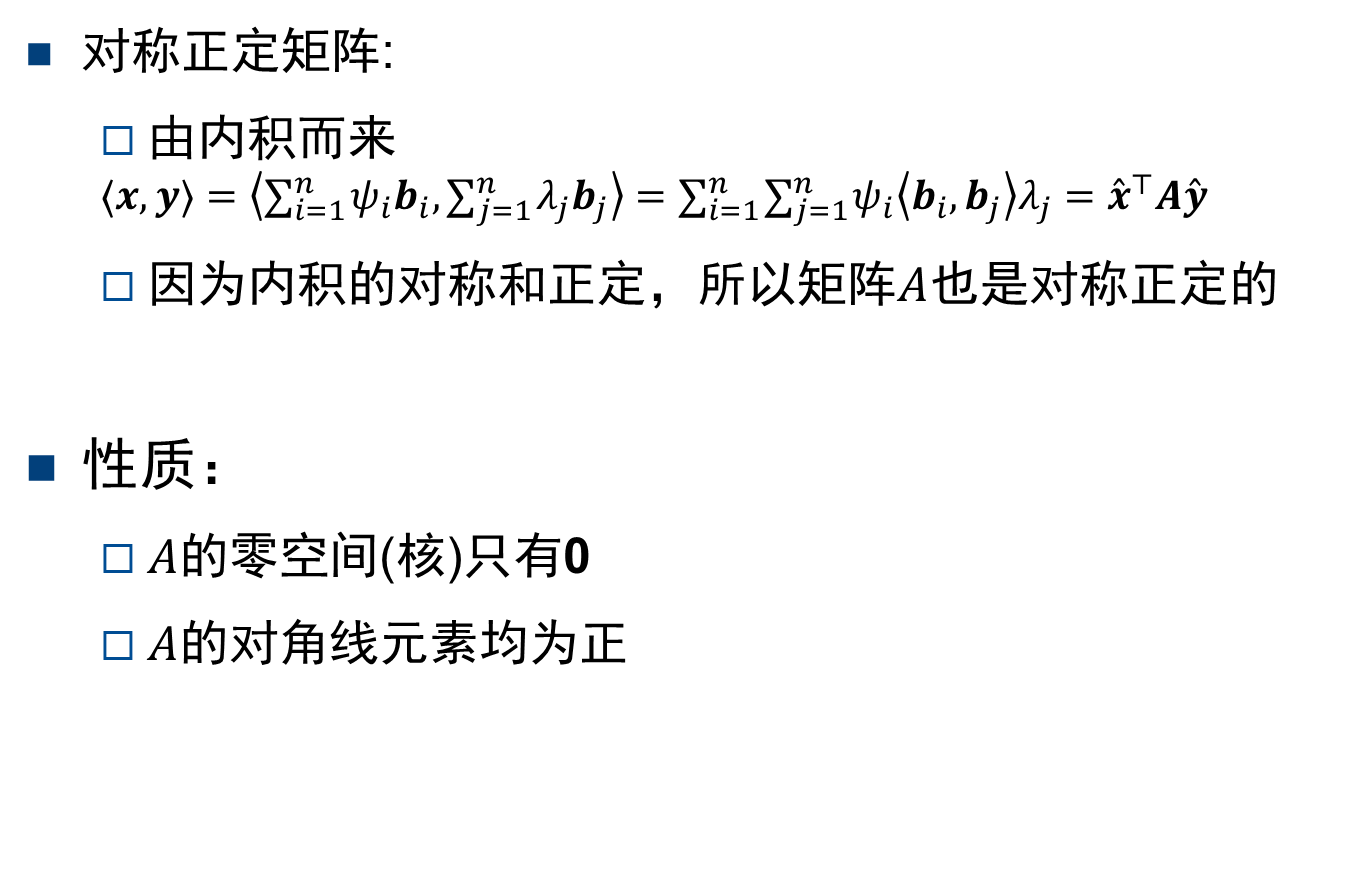 ■ 对称正定矩阵:
□ 由内积而来
⟨𝒙, 𝒚⟩ = ⟨∑ⁿᵢ₌₁ 𝜓ᵢ𝒃ᵢ, ∑ⁿⱼ₌₁ 𝜆ⱼ𝒃ⱼ⟩ = ∑ⁿᵢ₌₁ ∑ⁿⱼ₌₁ 𝜓ᵢ⟨𝒃ᵢ, 𝒃ⱼ⟩𝜆ⱼ = 𝒙̂ᵀ𝑨𝒚̂
□ 因为内积的对称和正定，所以矩阵A也是对称正定的
■ 性质：
□ A的零空间(核)只有0
□ A的对角线元素均为正